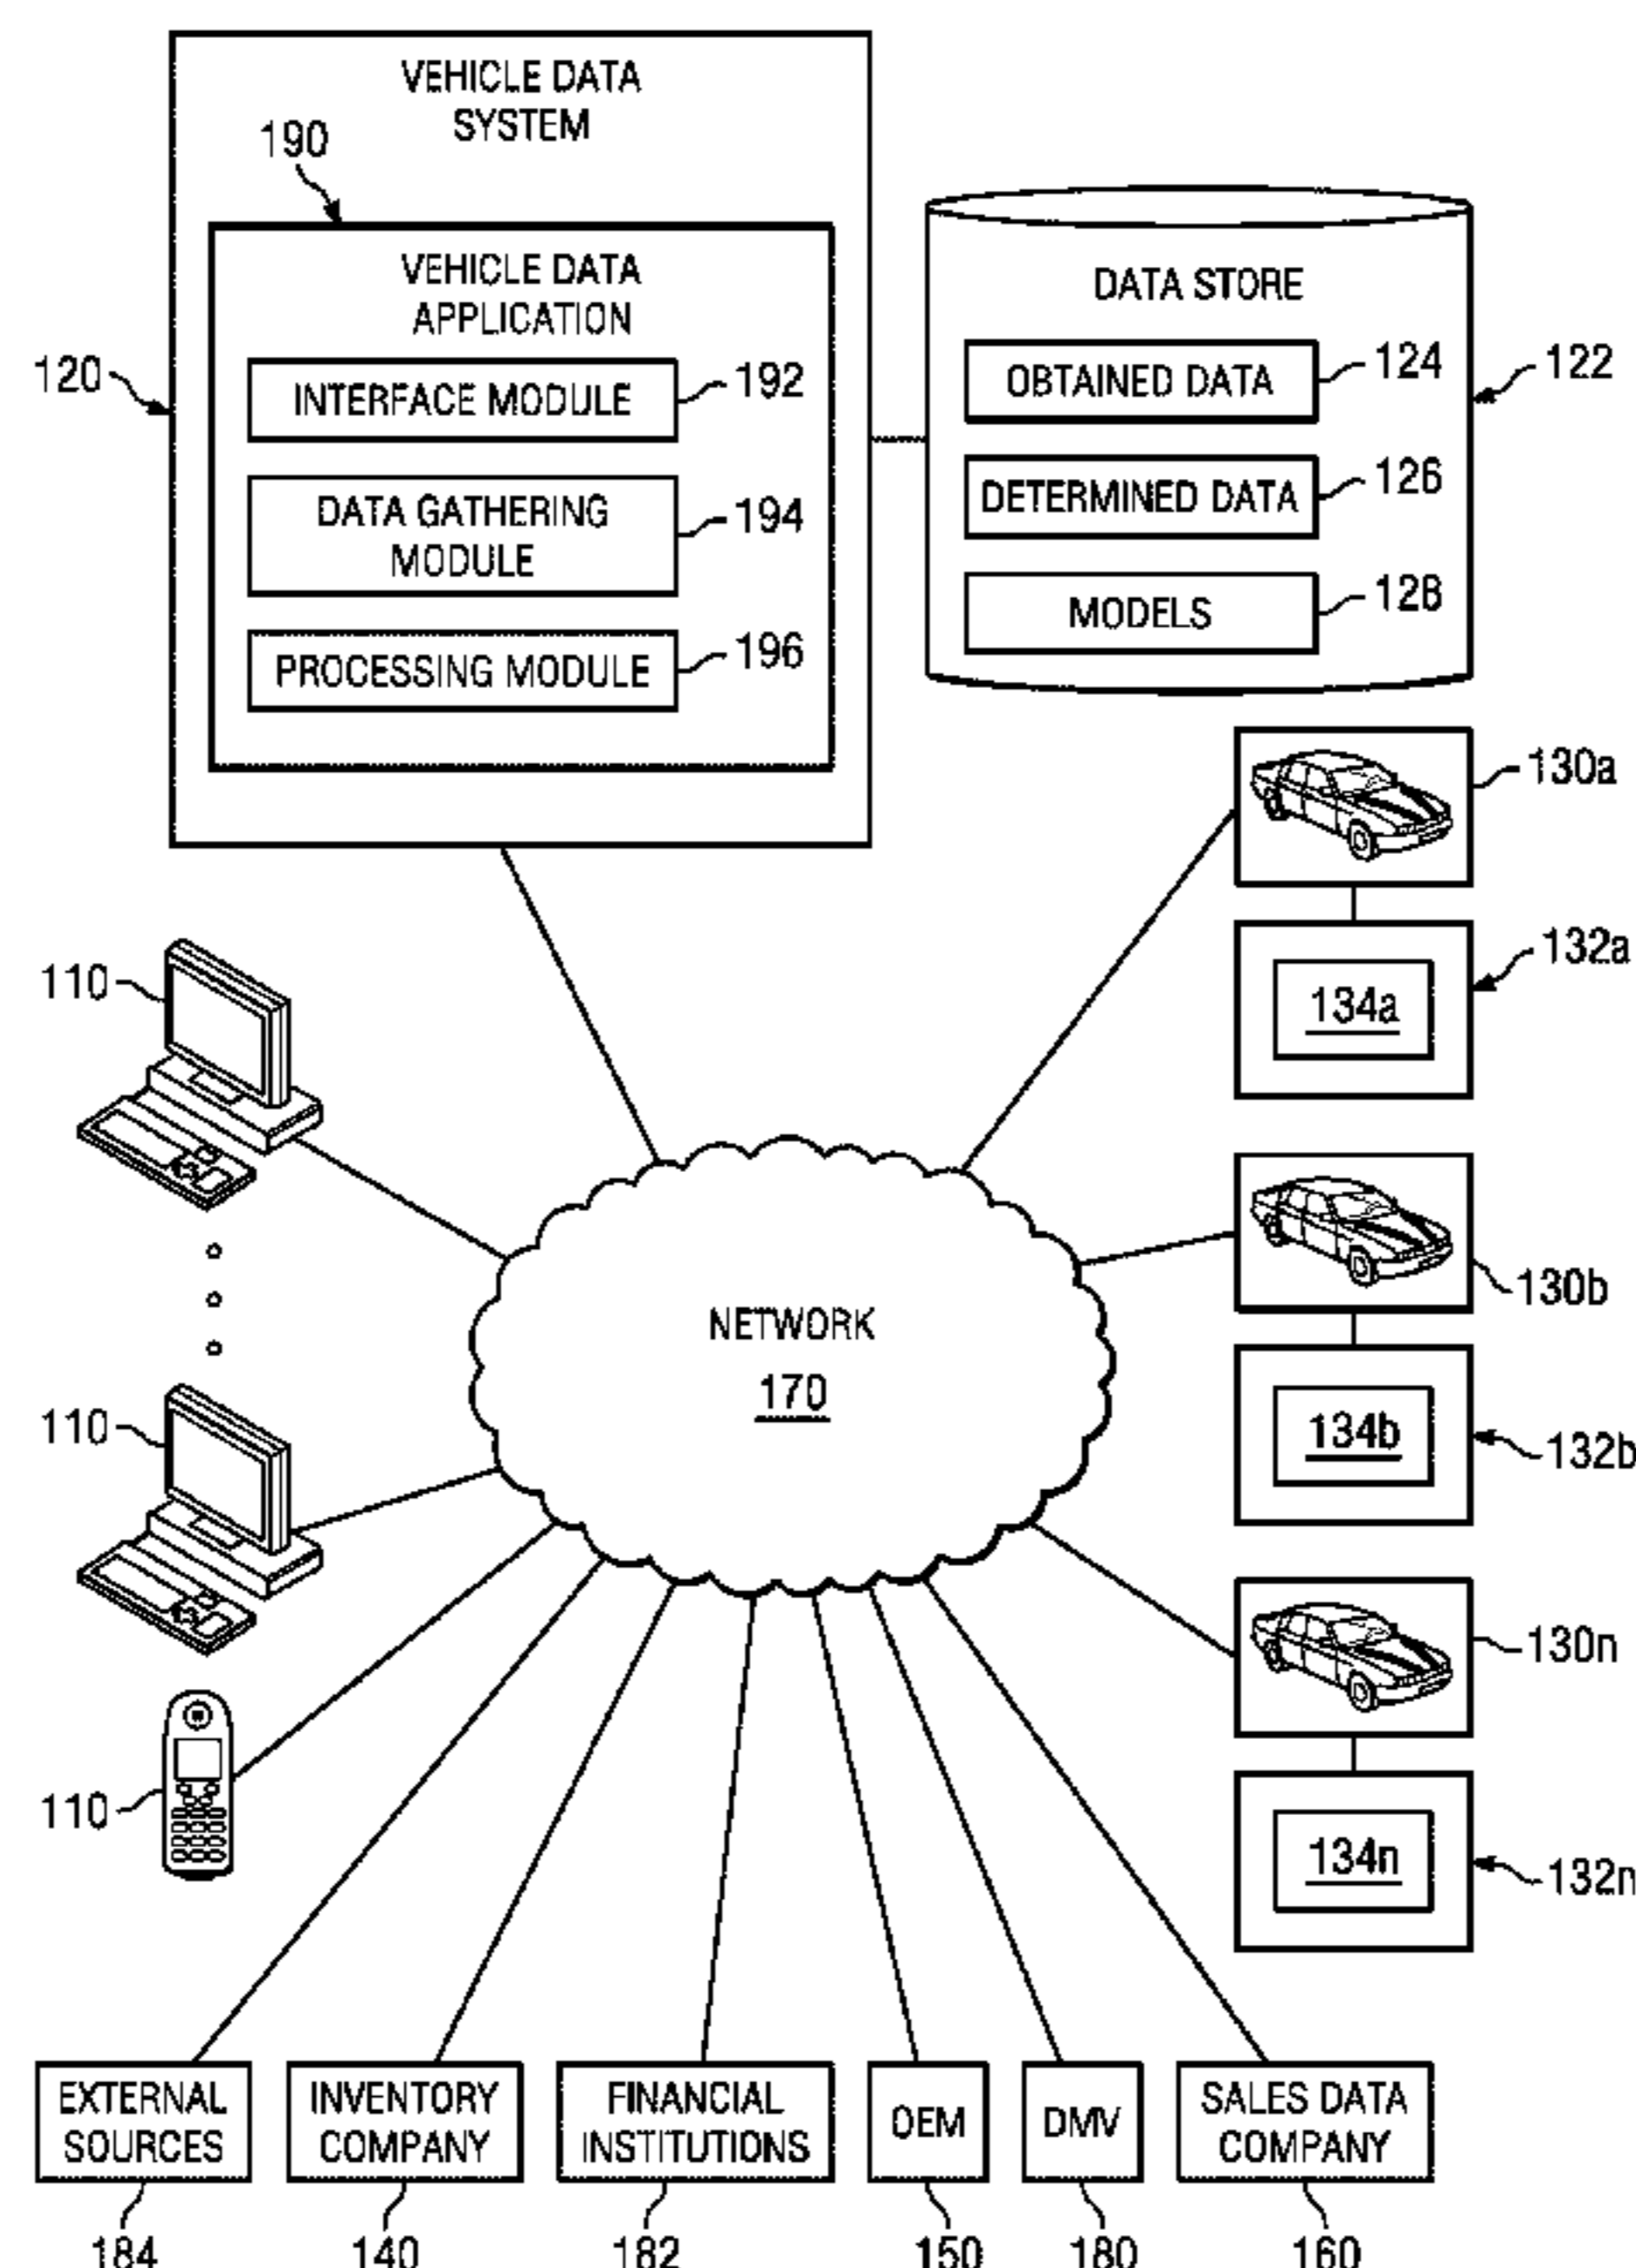 VEHICLE DATA
SYSTEM
190
VEHICLE DATA
APPLICATION
120
INTERFACE MODULE
192
DATA GATHERING
MODULE
194
PROCESSING MODULE
196
DATA STORE
OBTAINED DATA
124
122
DETERMINED DATA
126
MODELS
128
130a
132a
134a
110
130b
NETWORK
170
110
134b
132b
130n
110
134n
132n
EXTERNAL
SOURCES
INVENTORY
COMPANY
FINANCIAL
INSTITUTIONS
OEM
DMV
SALES DATA
COMPANY
184
140
182
150
180
160